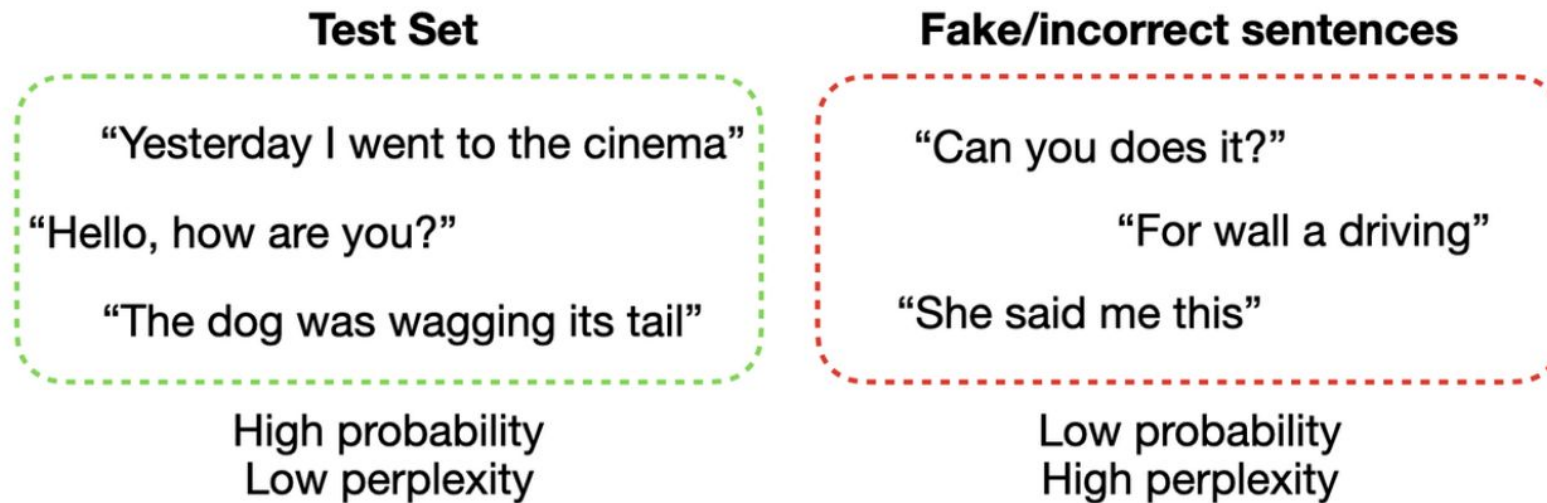 Test Set
“Yesterday I went to the cinema”
“Hello, how are you?”
“The dog was wagging its tail”
High probability
Low perplexity
Fake/incorrect sentences
“Can you does it?”
“For wall a driving”
“She said me this”
Low probability
High perplexity